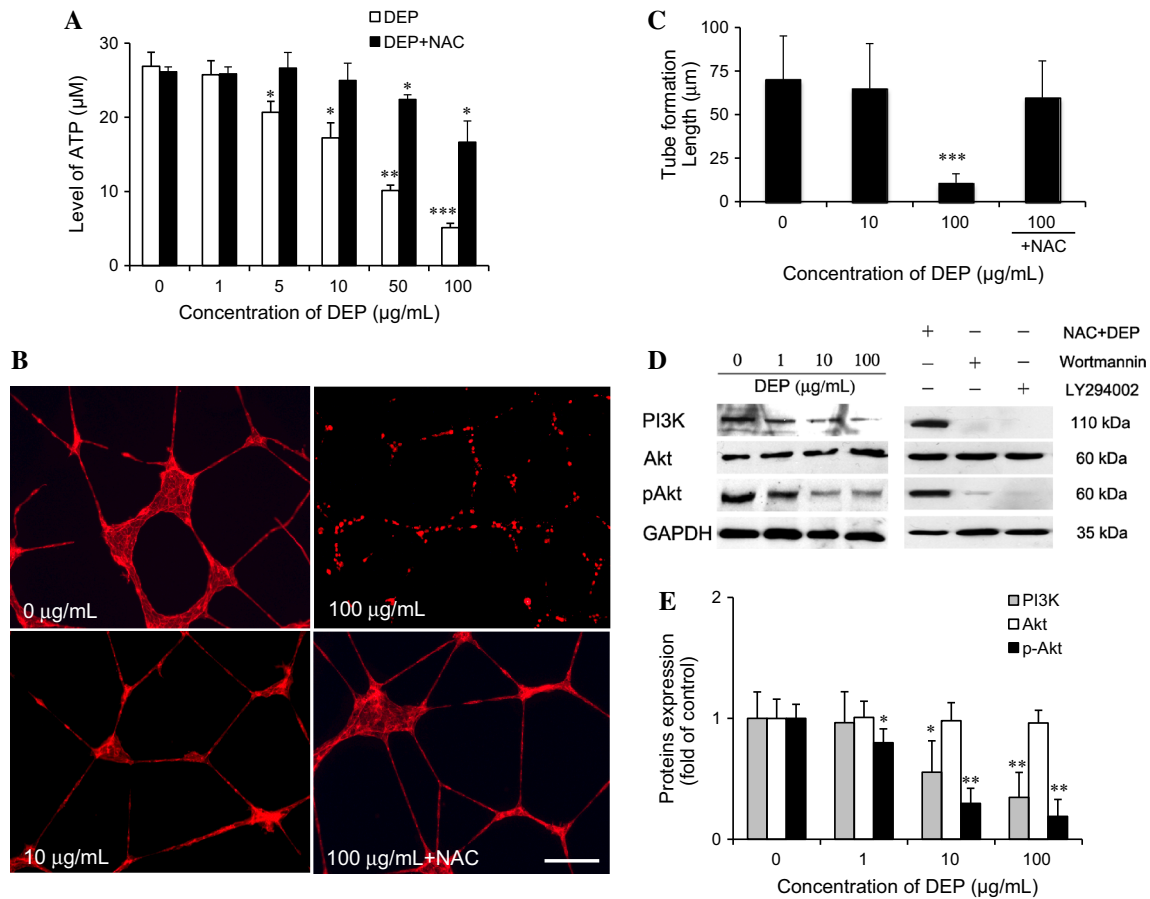 A
DEP
DEP+NAC
30
20
10
0
Level of ATP (µM)
*
*
**
***
*
*
0 1 5 10 50 100
Concentration of DEP (µg/mL)
B
0 µg/mL
100 µg/mL
10 µg/mL
100 µg/mL+NAC
C
100
75
50
25
0
Tube formation
Length (µm)
***
0 10 100 100
+NAC
Concentration of DEP (µg/mL)
D
0 1 10 100
DEP (µg/mL)
+ − − NAC+DEP
− + − Wortmannin
− − + LY294002
PI3K 110 kDa
Akt 60 kDa
pAkt 60 kDa
GAPDH 35 kDa
E
PI3K
Akt
p-Akt
2
1
0
Proteins expression
(fold of control)
*
*
**
**
**
0 1 10 100
Concentration of DEP (µg/mL)